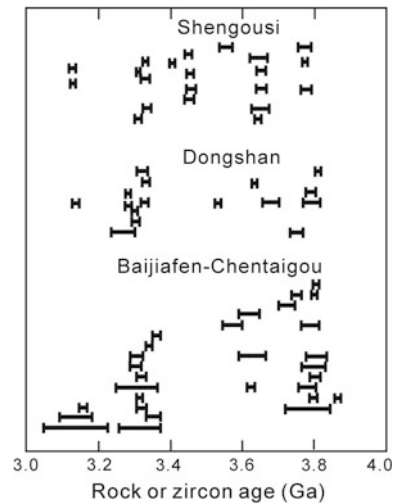 Shengousi
Dongshan
Baijiafen-Chentaigou
3.0 3.2 3.4 3.6 3.8 4.0
Rock or zircon age (Ga)